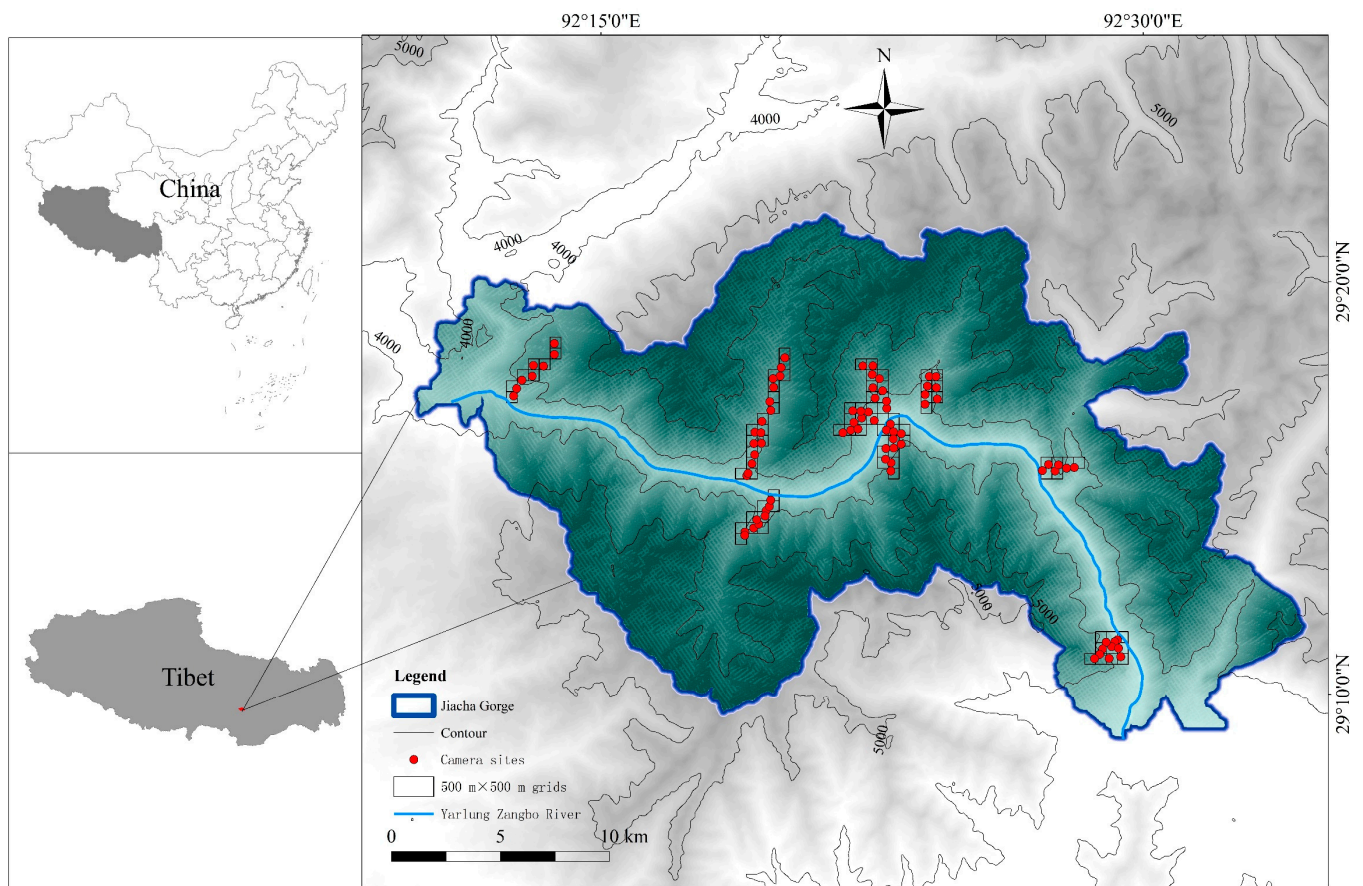 92°15'0"E
92°30'0"E
5000
N
4000
5000
China
4000
4000
29°20'0"N
4000
4000
5000
5000
Tibet
29°10'0"N
5000
Legend
Jiacha Gorge
Contour
Camera sites
500 m×500 m grids
Yarlung Zangbo River
0 5 10 km